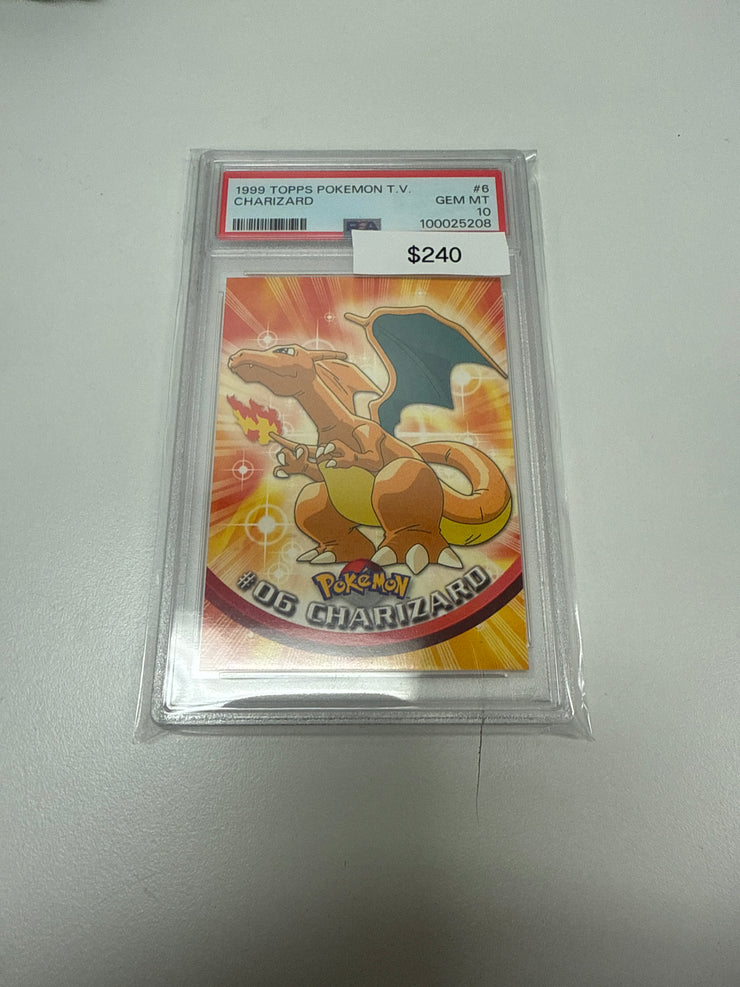 1999 TOPPS POKEMON T.V. #6
CHARIZARD GEM MT
10
100025208
$240
POKéMON
#06 CHARIZARD